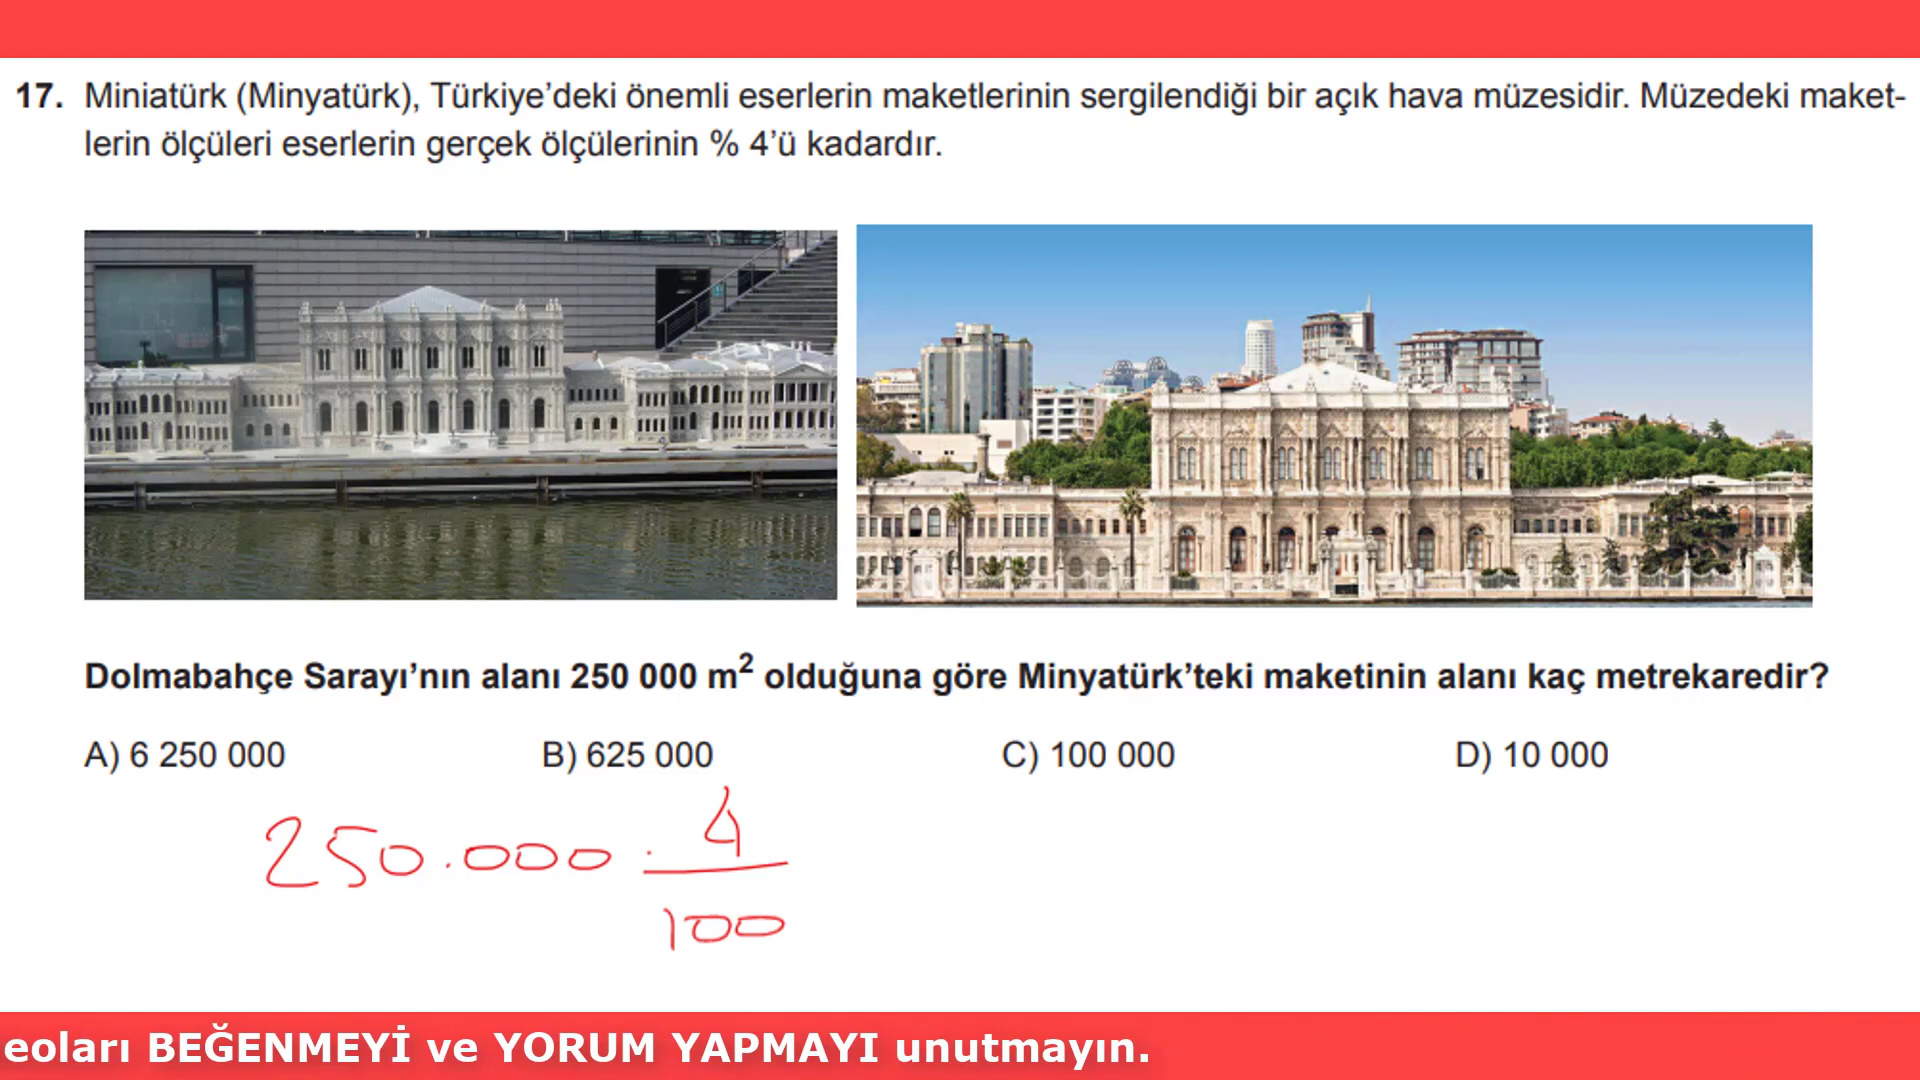 17. Miniatürk (Minyatürk), Türkiye’deki önemli eserlerin maketlerinin sergilendiği bir açık hava müzesidir. Müzedeki maket-
lerin ölçüleri eserlerin gerçek ölçülerinin % 4’ü kadardır.
Dolmabahçe Sarayı’nın alanı 250 000 m² olduğuna göre Minyatürk’teki maketinin alanı kaç metrekaredir?
A) 6 250 000 B) 625 000 C) 100 000 D) 10 000
250.000 . 4
100
eoları BEĞENMEYİ ve YORUM YAPMAYI unutmayın.